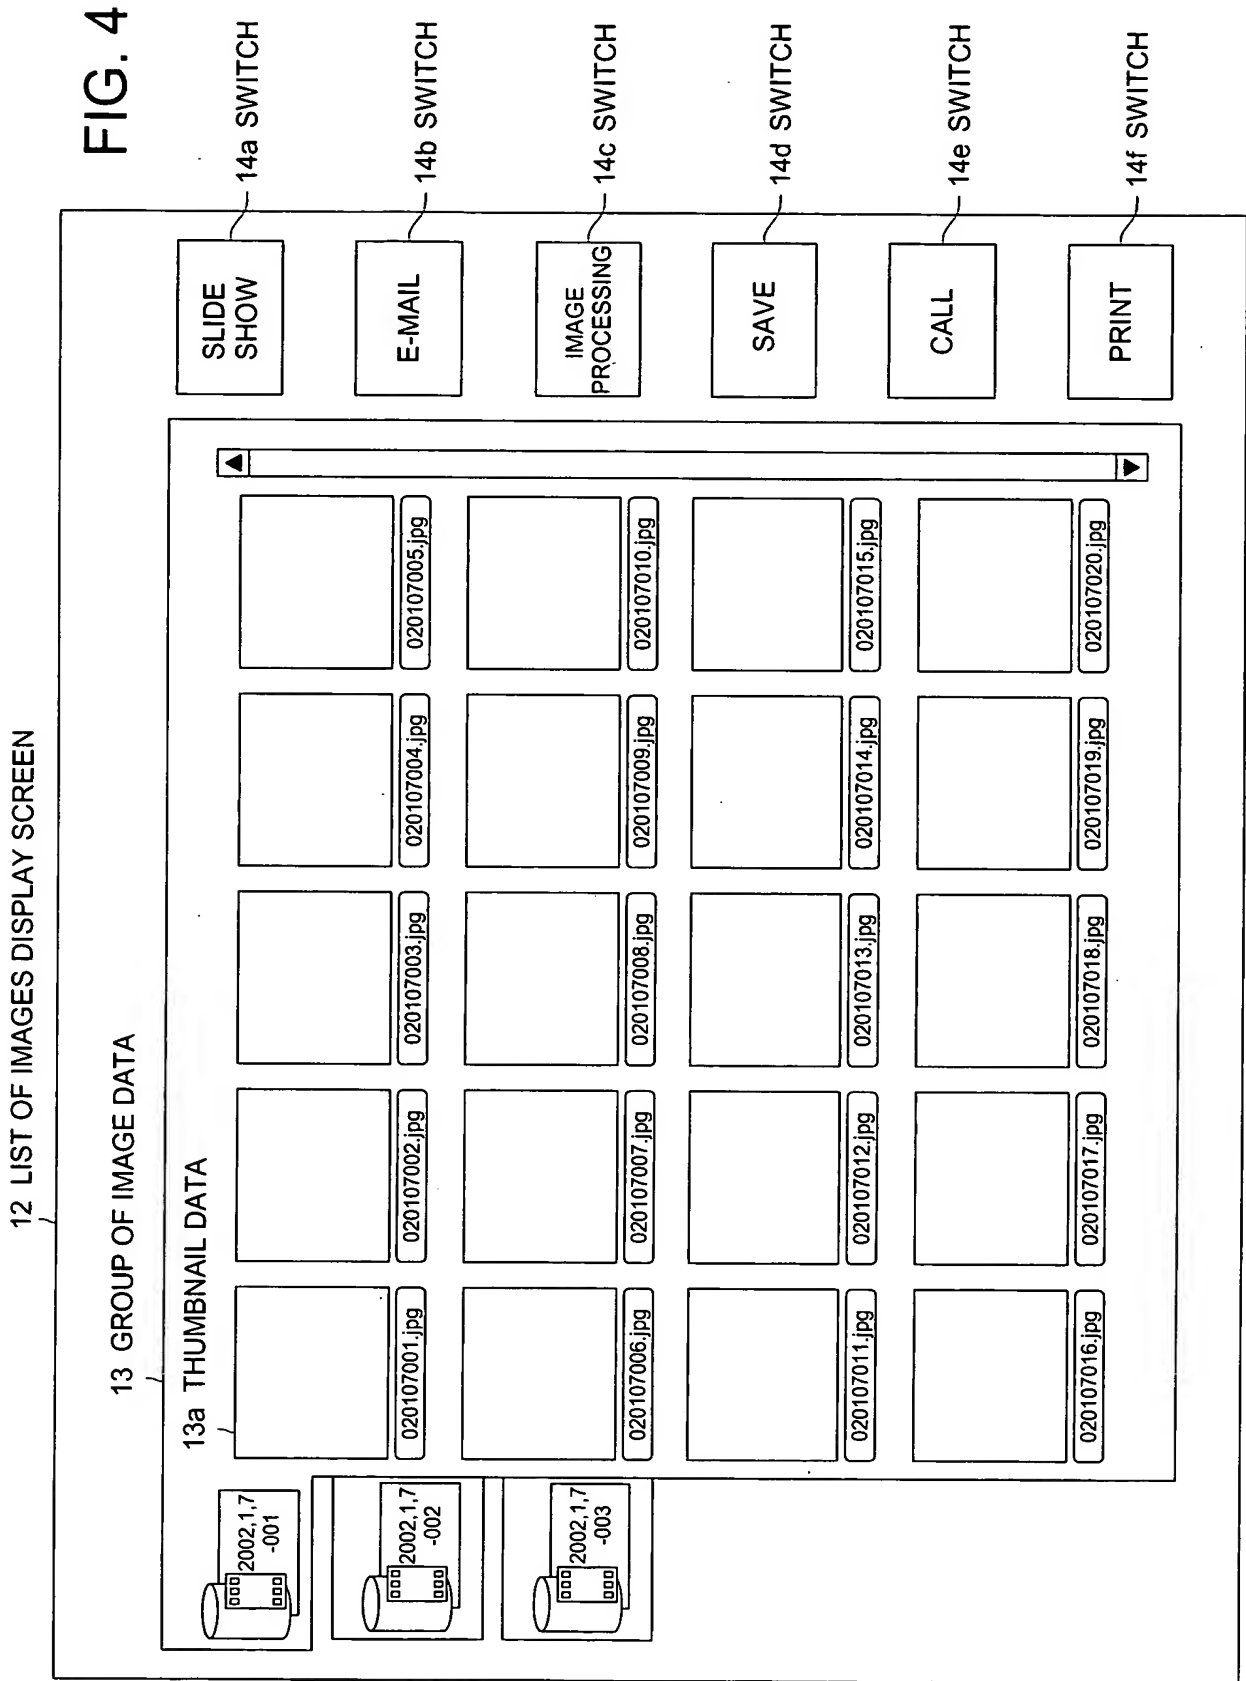 FIG. 4
12 LIST OF IMAGES DISPLAY SCREEN
13 GROUP OF IMAGE DATA
13a THUMBNAIL DATA
2002,1,7
-001
2002,1,7
-002
2002,1,7
-003
020107001.jpg
020107002.jpg
020107003.jpg
020107004.jpg
020107005.jpg
020107006.jpg
020107007.jpg
020107008.jpg
020107009.jpg
020107010.jpg
020107011.jpg
020107012.jpg
020107013.jpg
020107014.jpg
020107015.jpg
020107016.jpg
020107017.jpg
020107018.jpg
020107019.jpg
020107020.jpg
SLIDE
SHOW
14a SWITCH
E-MAIL
14b SWITCH
IMAGE
PROCESSING
14c SWITCH
SAVE
14d SWITCH
CALL
14e SWITCH
PRINT
14f SWITCH